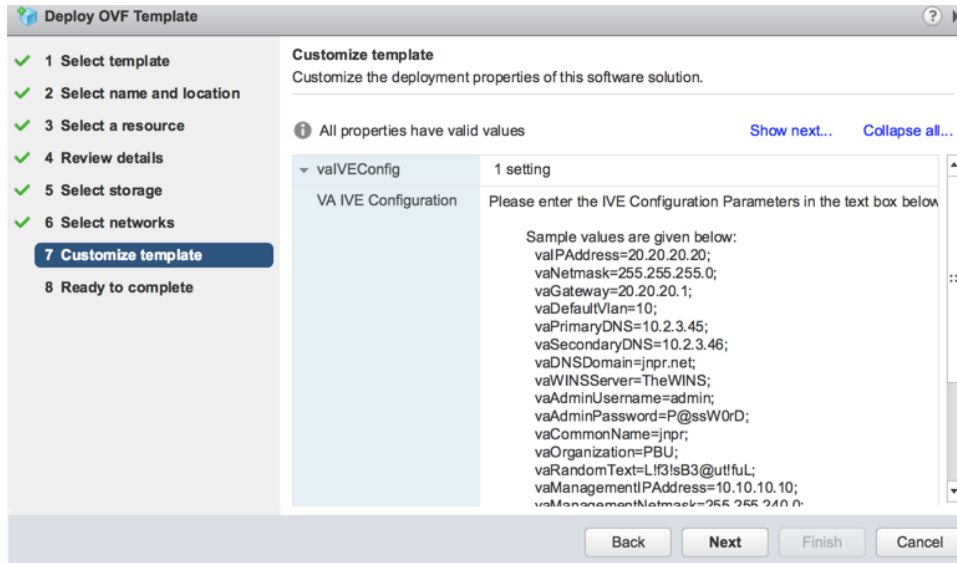 Deploy OVF Template
?
1 Select template
2 Select name and location
3 Select a resource
4 Review details
5 Select storage
6 Select networks
7 Customize template
8 Ready to complete
Customize template
Customize the deployment properties of this software solution.
All properties have valid values
Show next... Collapse all...
vaIVEConfig 1 setting
VA IVE Configuration Please enter the IVE Configuration Parameters in the text box below
Sample values are given below:
vaIPAddress=20.20.20.20;
vaNetmask=255.255.255.0;
vaGateway=20.20.20.1;
vaDefaultVlan=10;
vaPrimaryDNS=10.2.3.45;
vaSecondaryDNS=10.2.3.46;
vaDNSDomain=jnpr.net;
vaWINSServer=TheWINS;
vaAdminUsername=admin;
vaAdminPassword=P@ssW0rD;
vaCommonName=jnpr;
vaOrganization=PBU;
vaRandomText=L!f3!sB3@ut!fuL;
vaManagementIPAddress=10.10.10.10;
vaManagementNetmask=255.255.240.0;
Back Next Finish Cancel